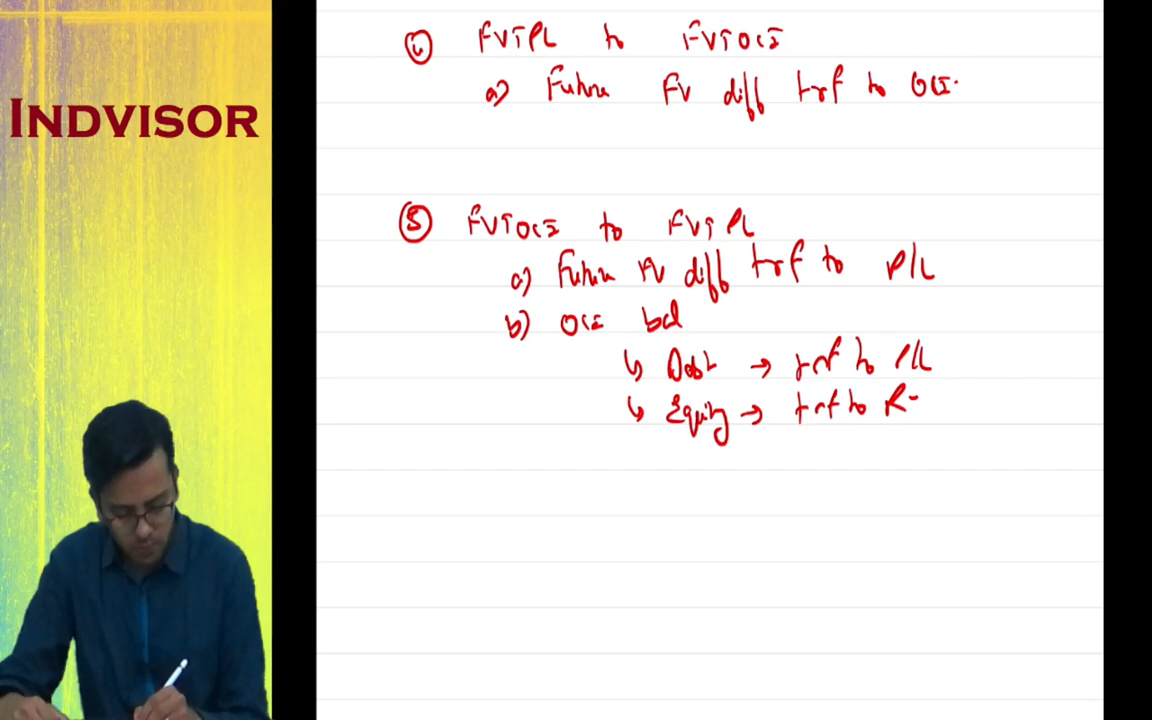 INDVISOR
④ FVTPL to FVTOCI
a) Future FV diff trf to OCI.
⑤ FVTOCI to FVTPL
a) Future FV diff trf to P/L
b) OCI bal
↳ Debt → trf to P/L
↳ Equity → trf to R